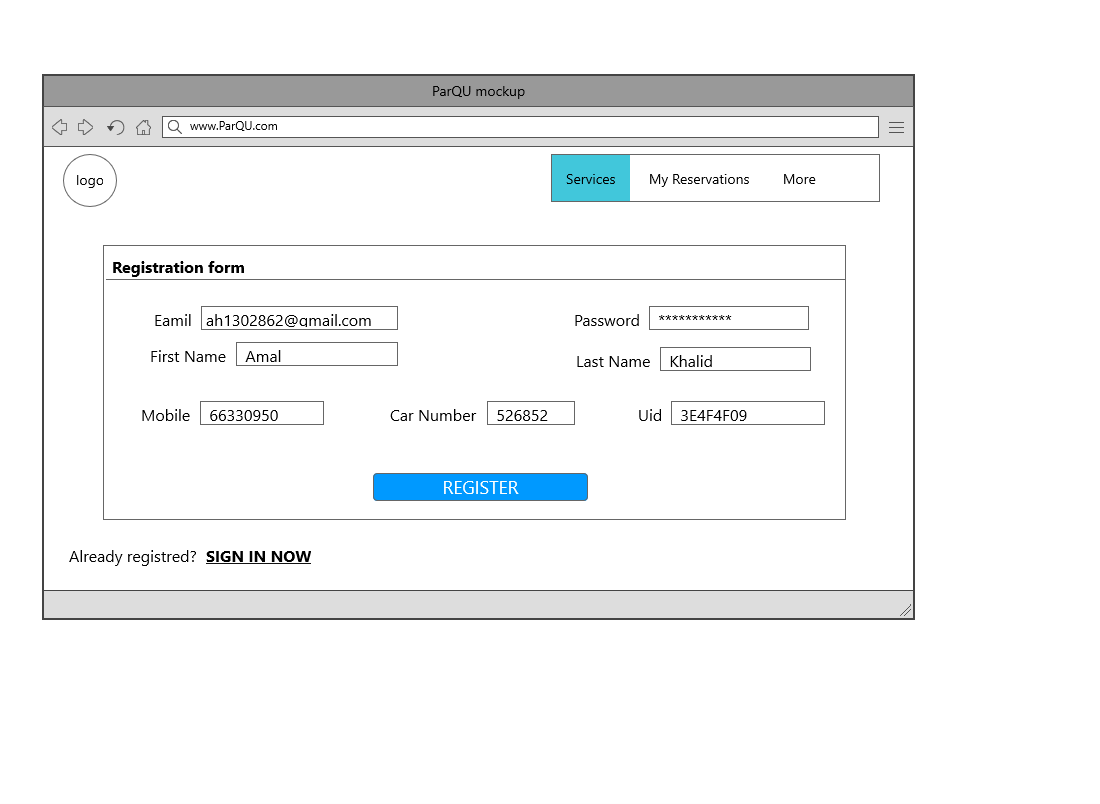 ParQU mockup
www.ParQU.com
logo
Services My Reservations More
Registration form
Eamil ah1302862@gmail.com Password ***********
First Name Amal Last Name Khalid
Mobile 66330950 Car Number 526852 Uid 3E4F4F09
REGISTER
Already registred? SIGN IN NOW